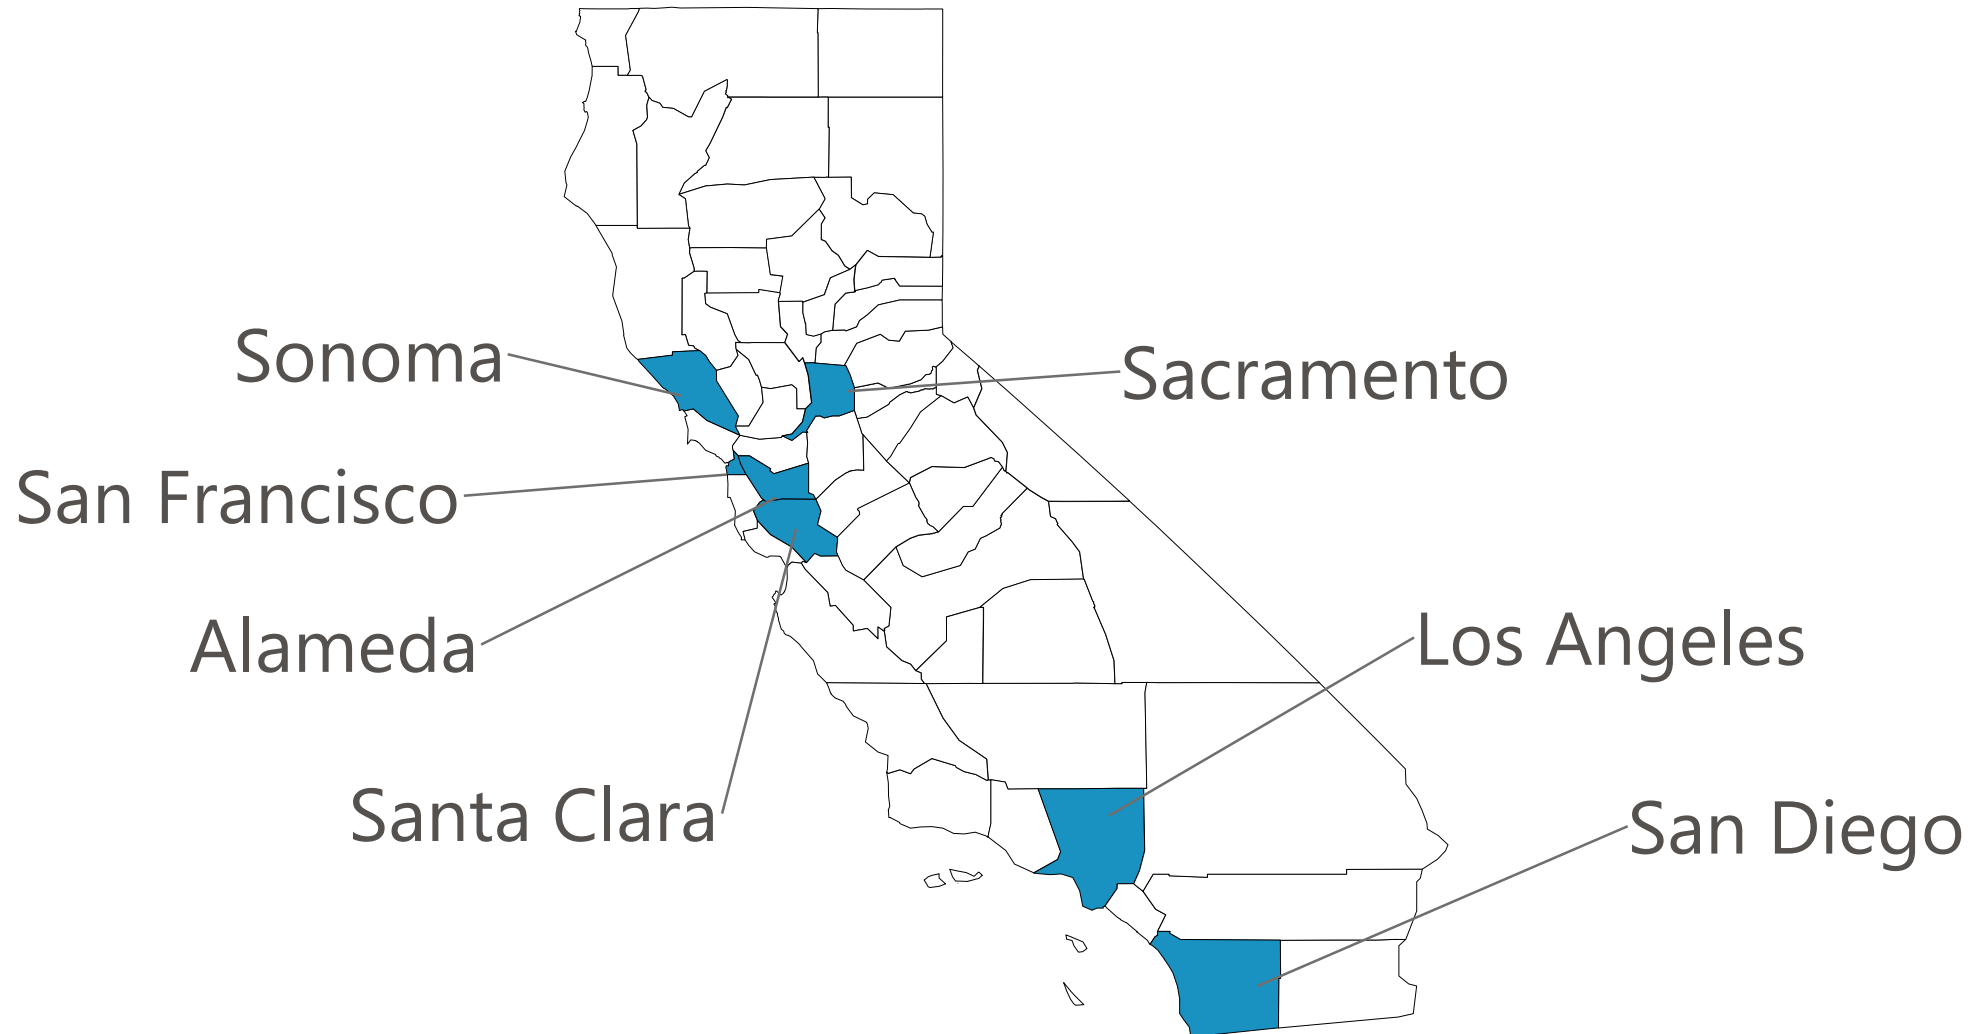 Sonoma
Sacramento
San Francisco
Alameda
Los Angeles
Santa Clara
San Diego